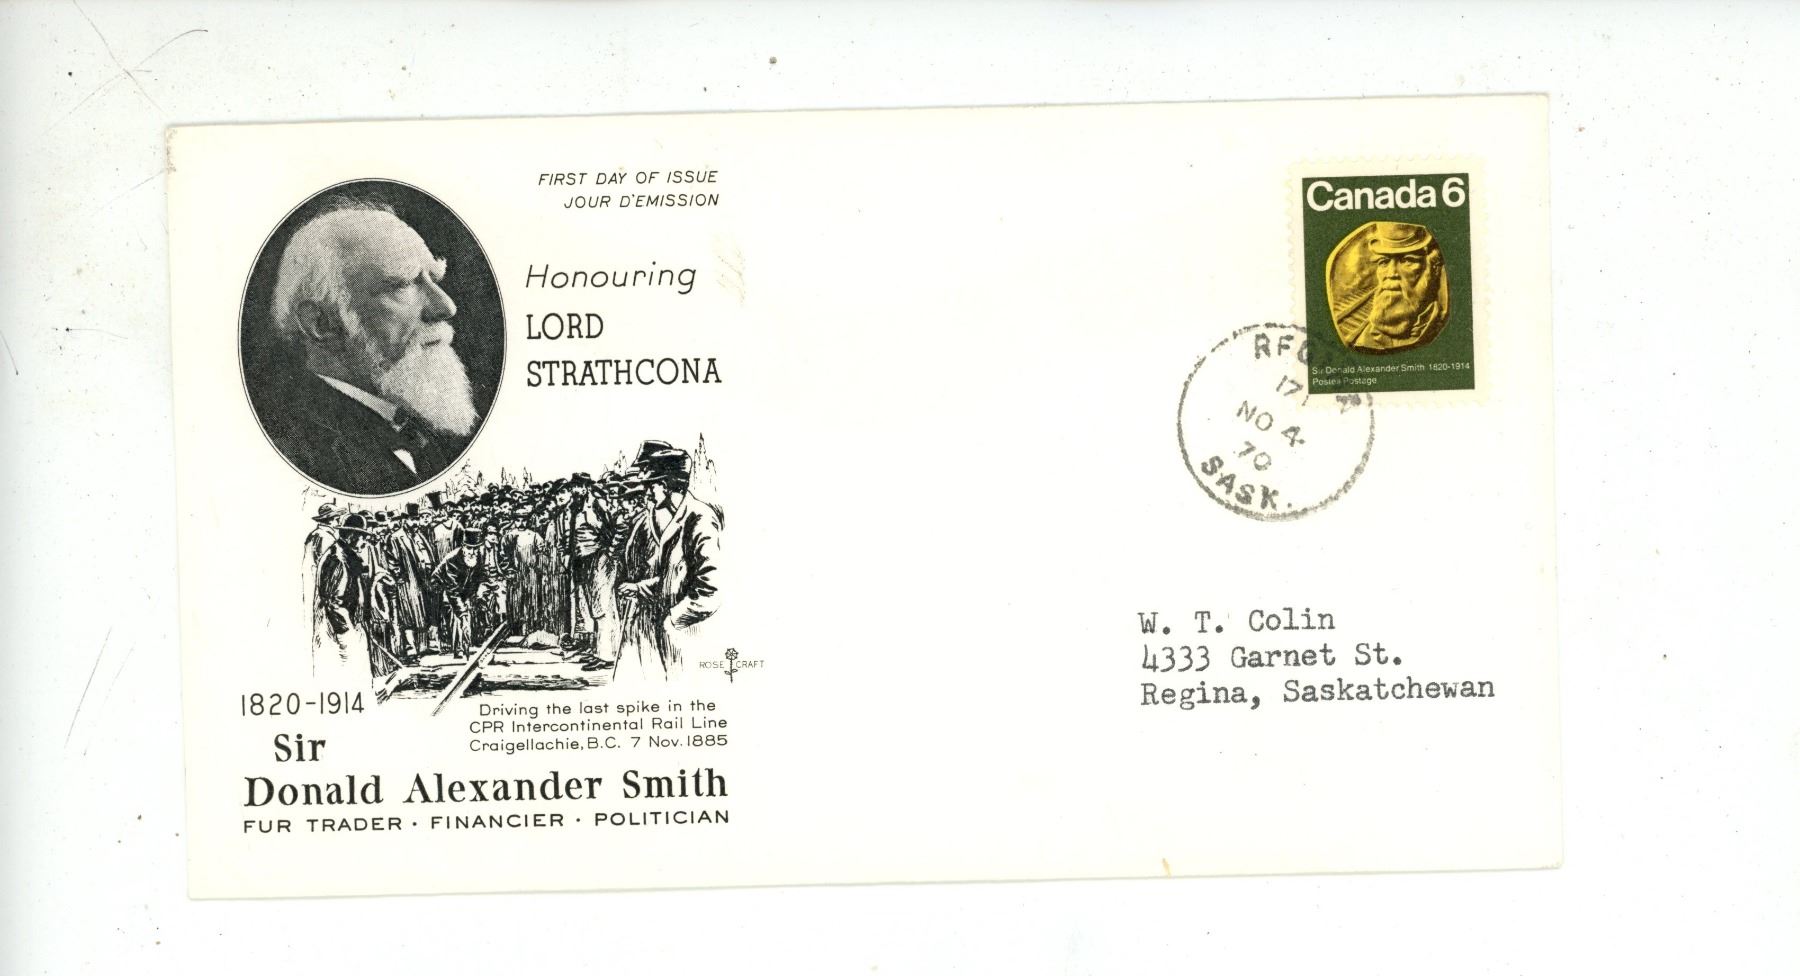 FIRST DAY OF ISSUE
JOUR D'EMISSION
Honouring
LORD
STRATHCONA
Canada 6
Sir Donald Alexander Smith 1820-1914
Postes Postage
17
NO 4
70
SASK.
W. T. Colin
4333 Garnet St.
Regina, Saskatchewan
ROSE CRAFT
1820-1914
Driving the last spike in the
CPR Intercontinental Rail Line
Craigellachie, B.C. 7 Nov. 1885
Sir
Donald Alexander Smith
FUR TRADER · FINANCIER · POLITICIAN